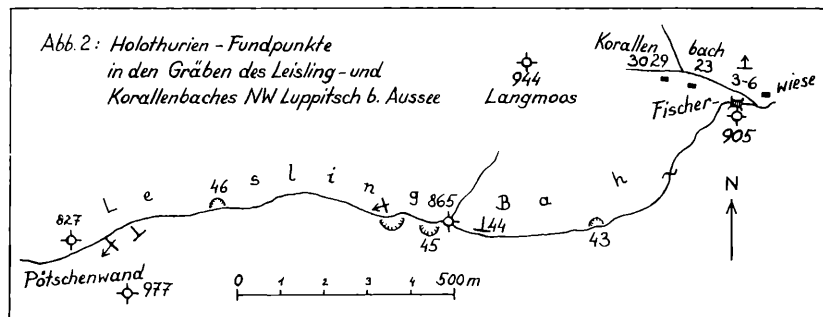 Abb. 2: Holothurien - Fundpunkte
in den Gräben des Leisling- und
Korallenbaches NW Luppitsch b. Aussee
944
Langmoos
Korallen bach
30 29 23 3-6
Fischer- wiese
905
Leisling Bach
46
865
827
45
44
43
Pötschenwand
977
N
0 1 2 3 4 500 m